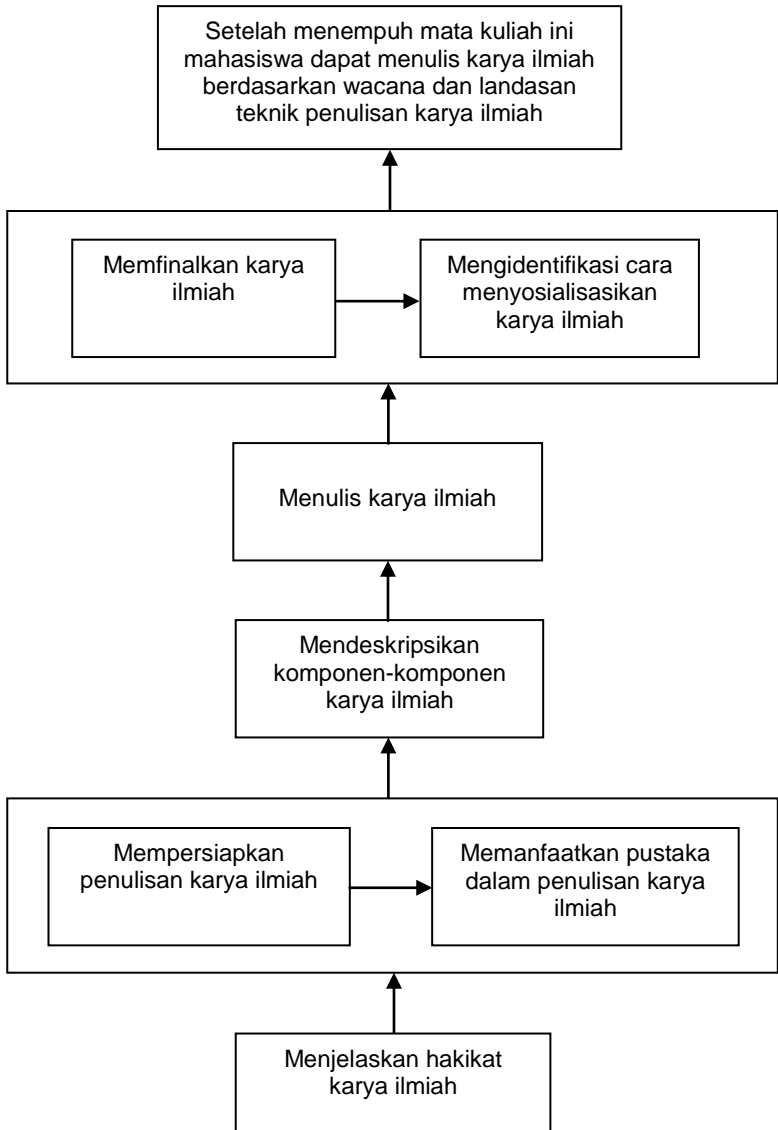 Setelah menempuh mata kuliah ini
mahasiswa dapat menulis karya ilmiah
berdasarkan wacana dan landasan
teknik penulisan karya ilmiah
Memfinalkan karya
ilmiah
Mengidentifikasi cara
menyosialisasikan
karya ilmiah
Menulis karya ilmiah
Mendeskripsikan
komponen-komponen
karya ilmiah
Mempersiapkan
penulisan karya ilmiah
Memanfaatkan pustaka
dalam penulisan karya
ilmiah
Menjelaskan hakikat
karya ilmiah